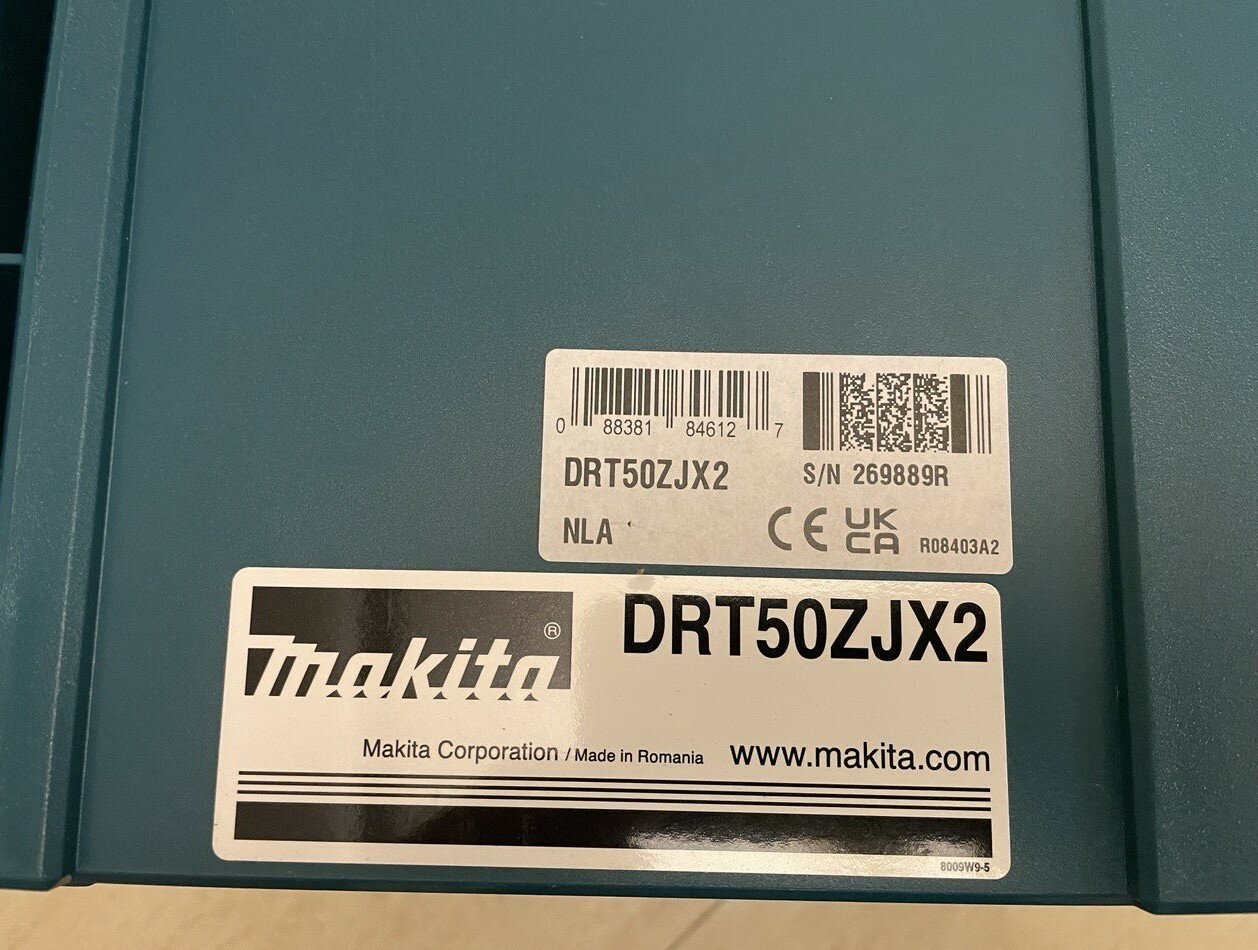 0 88381 84612 7
DRT50ZJX2 S/N 269889R
NLA CE UK CA R08403A2
makita® DRT50ZJX2
Makita Corporation / Made in Romania www.makita.com
8009W9-5